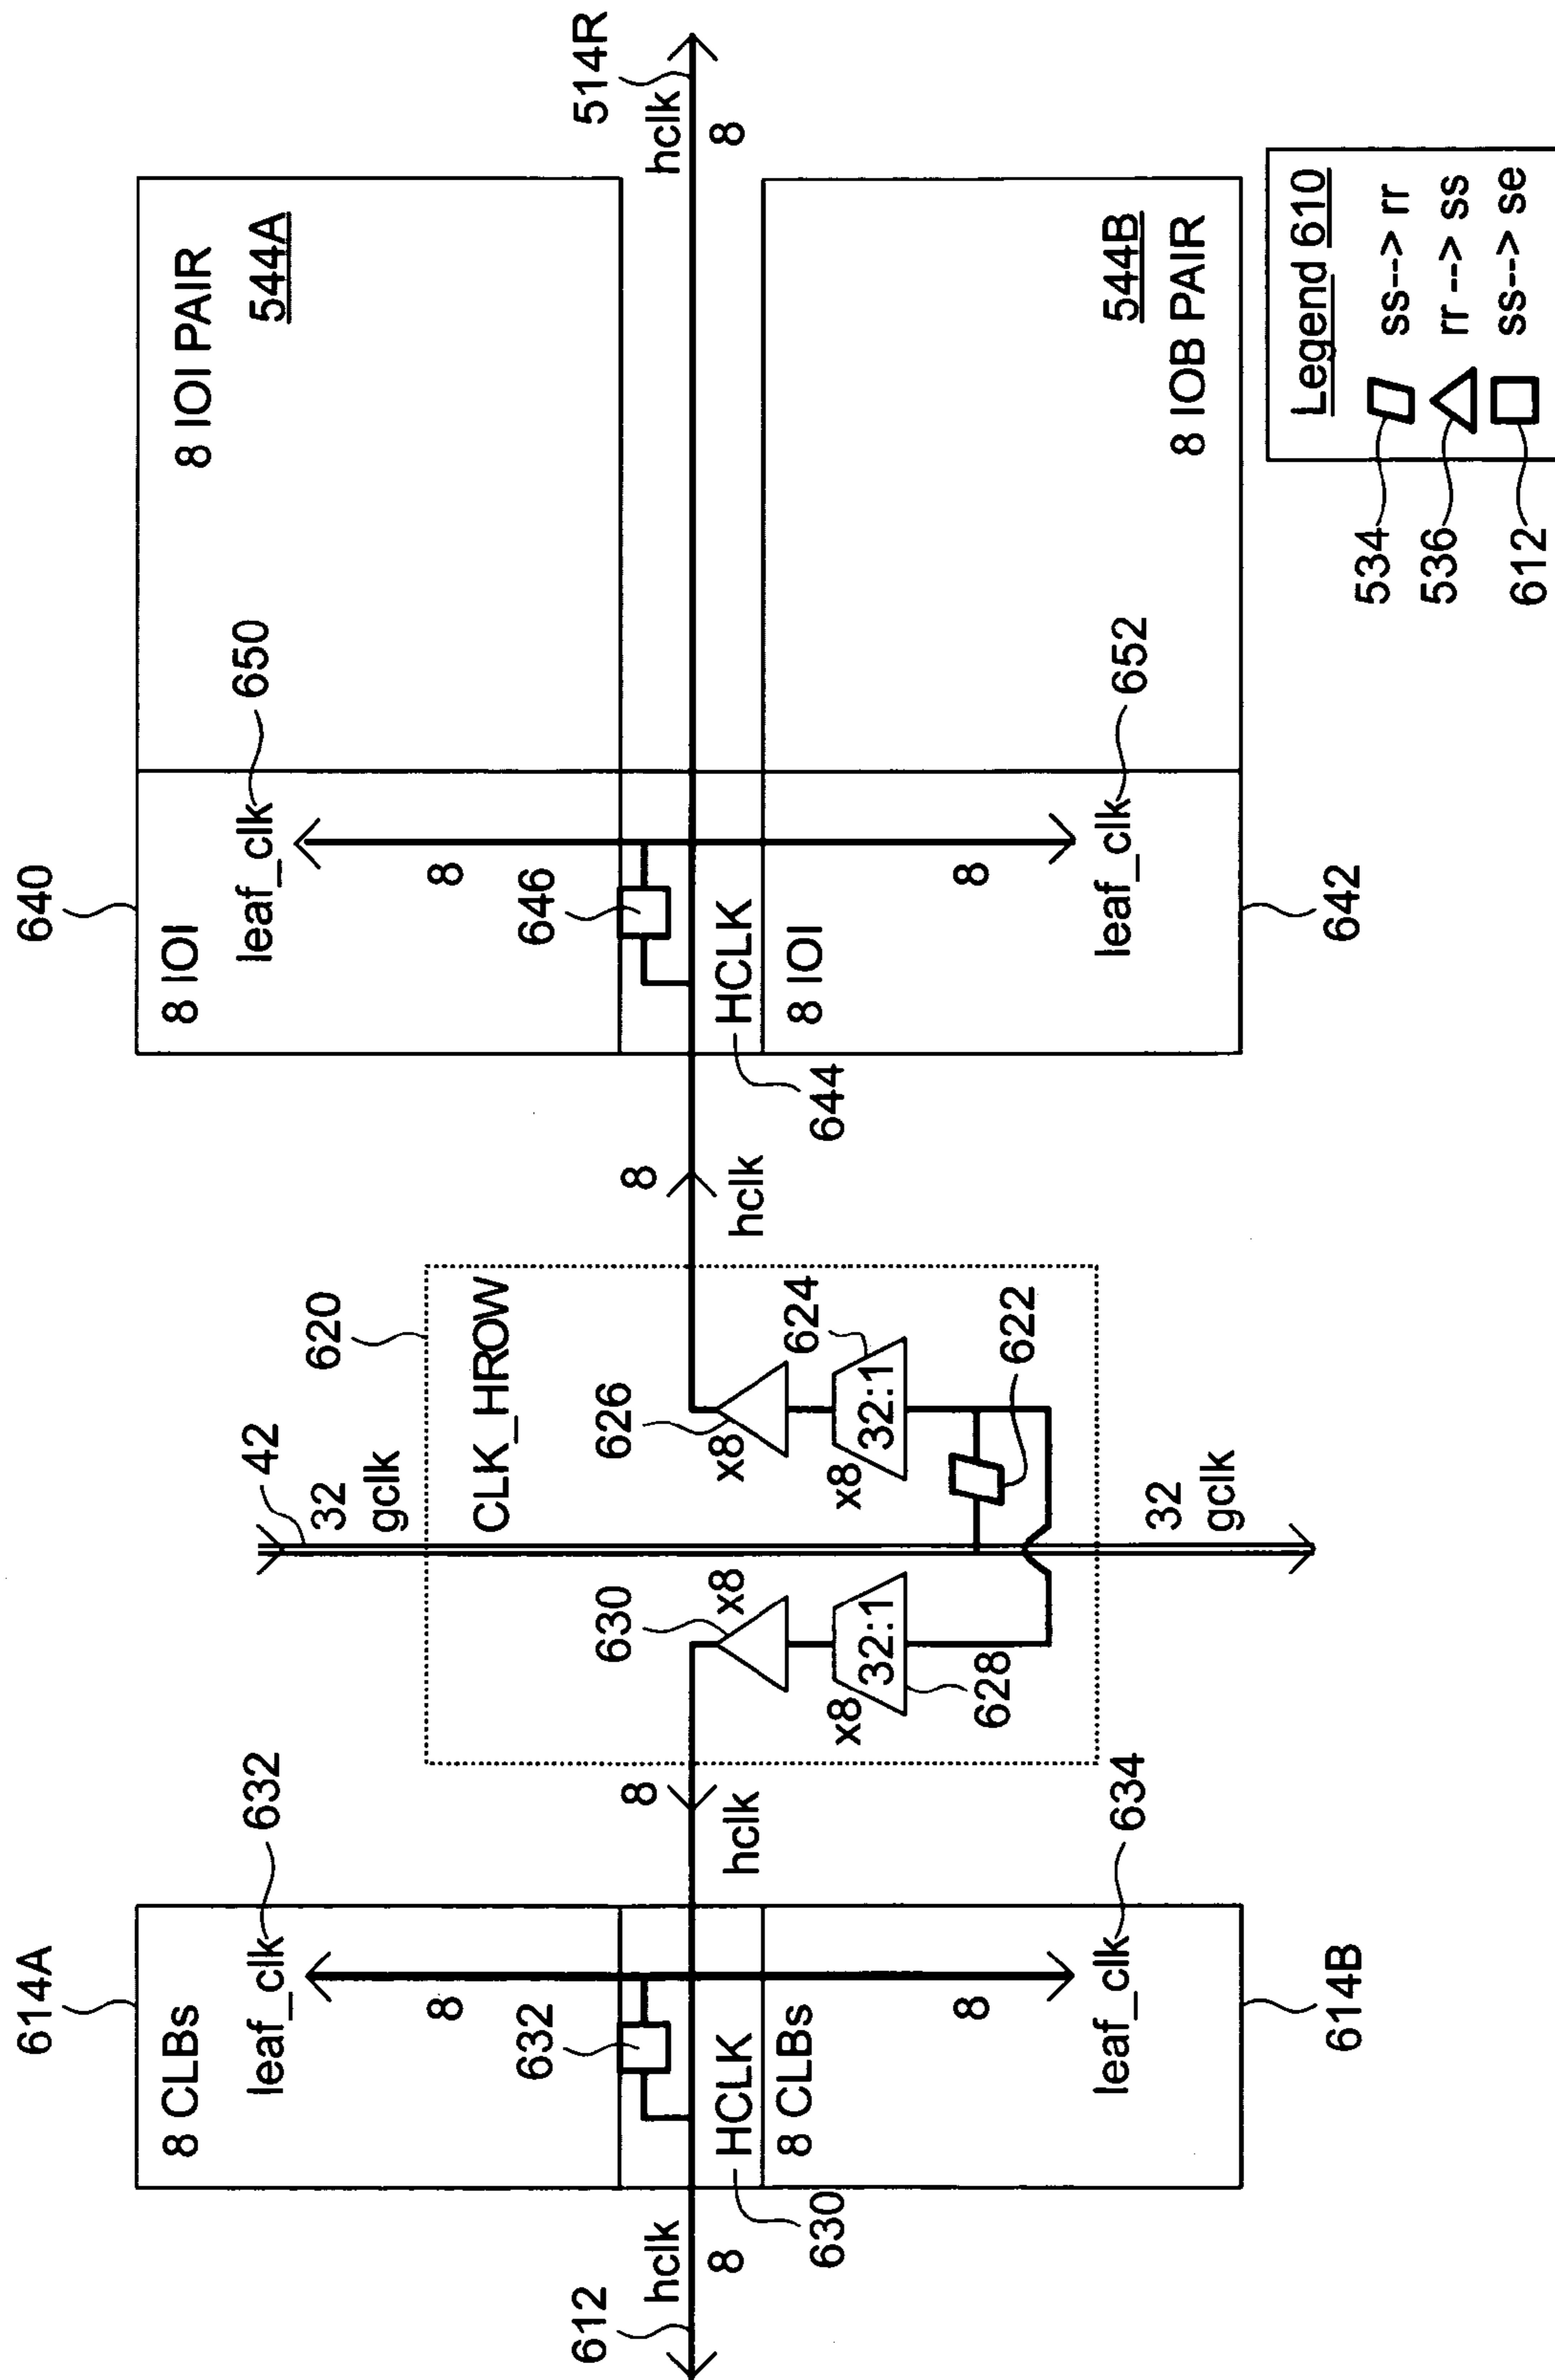 614A
8 CLBs
leaf_clk
632
8
632
612
hclk
8
HCLK
630
8 CLBs
8
leaf_clk
634
614B
8
hclk
42
32
gclk
620
CLK_HROW
630
x8
x8
32:1
628
626
x8
624
x8
32:1
622
32
gclk
8
hclk
640
8 IOI
leaf_clk
650
8
646
HCLK
644
8 IOI
8
leaf_clk
652
642
8 IOI PAIR
544A
514R
hclk
8
544B
8 IOB PAIR
Legend 610
534
ss--> rr
536
rr --> ss
612
ss--> se